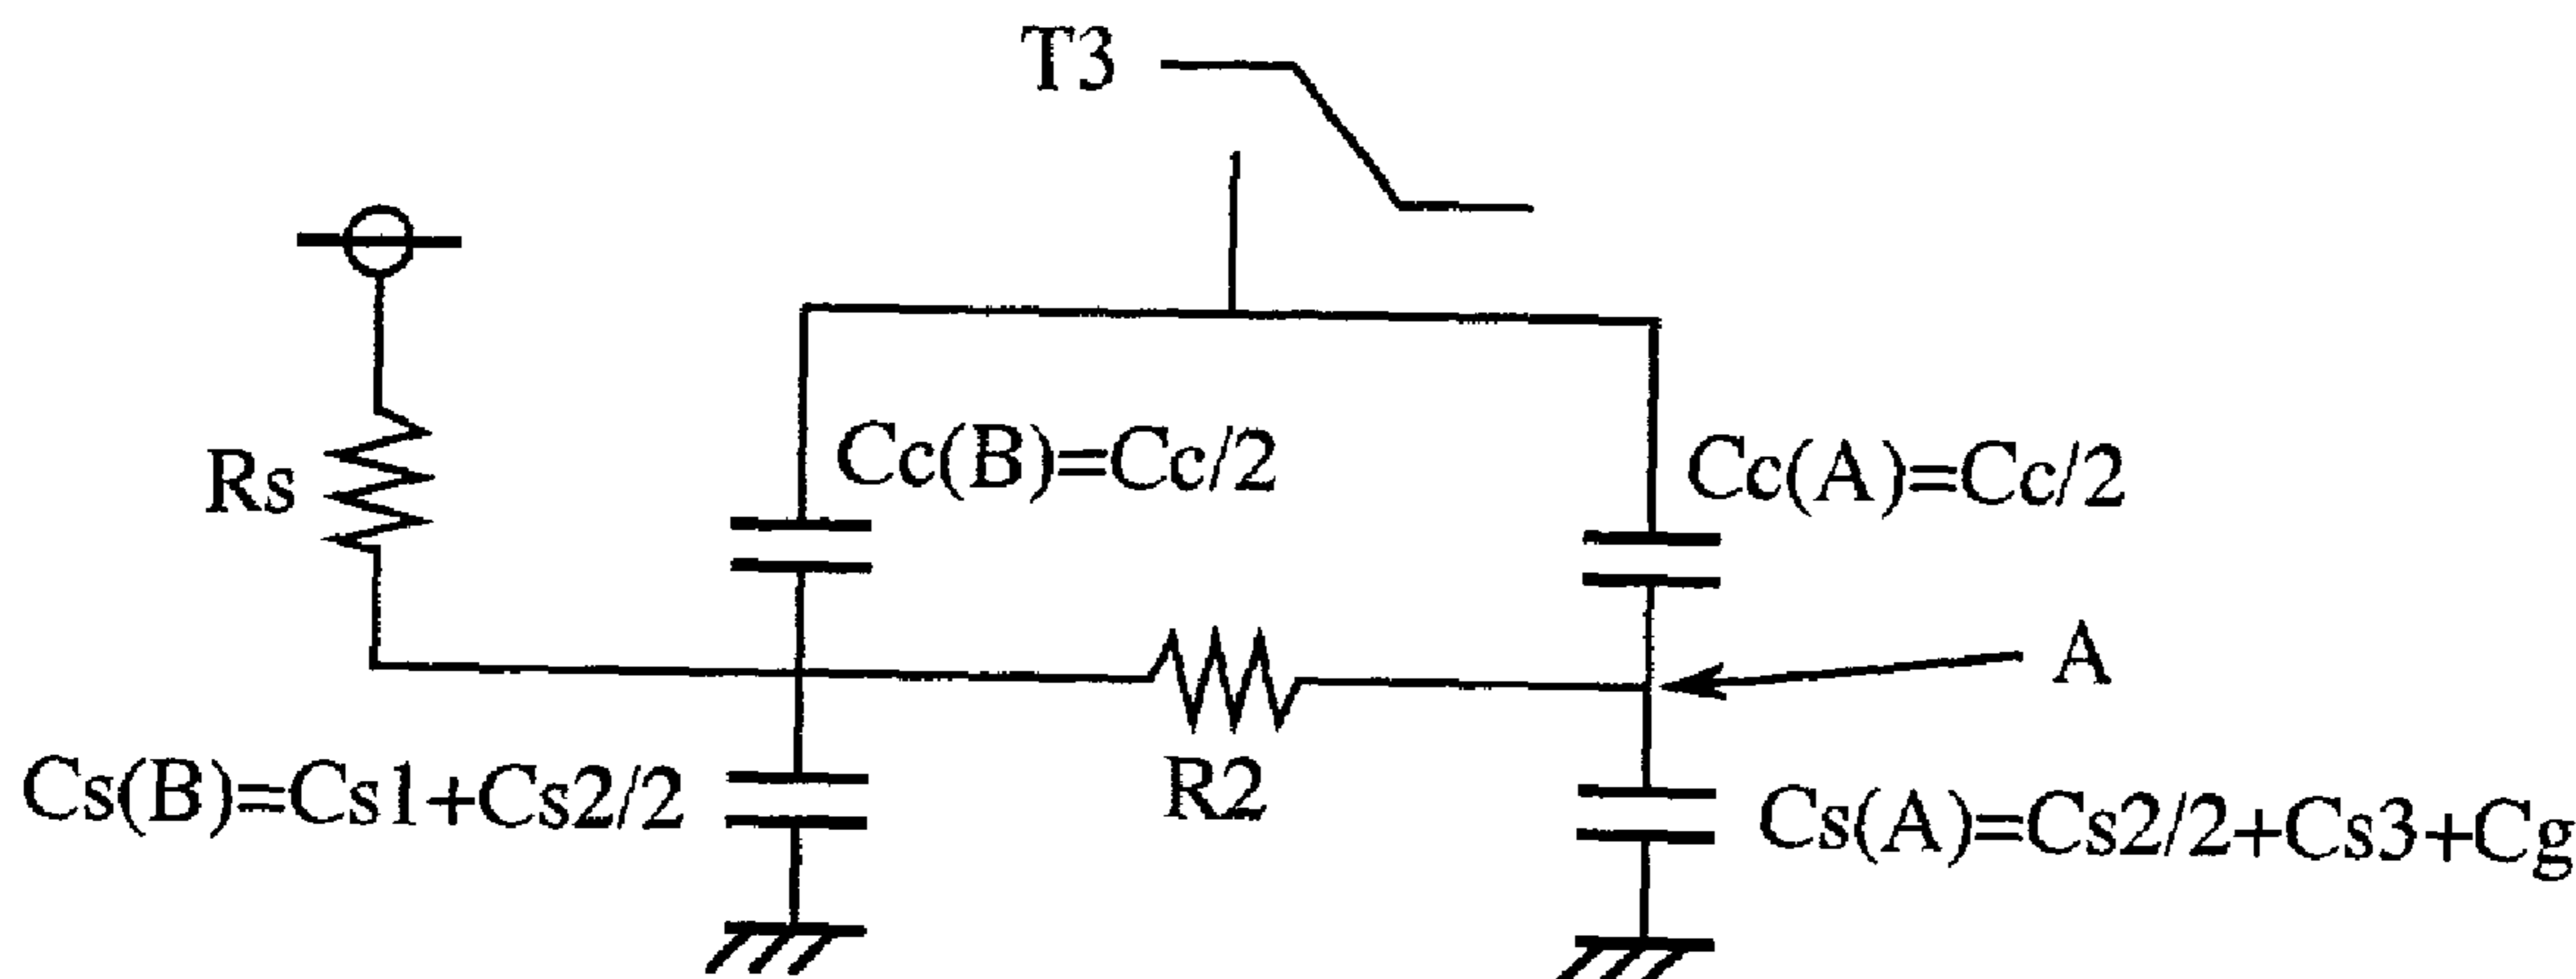 T3
Rs
Cc(B)=Cc/2
Cc(A)=Cc/2
A
R2
Cs(B)=Cs1+Cs2/2
Cs(A)=Cs2/2+Cs3+Cg